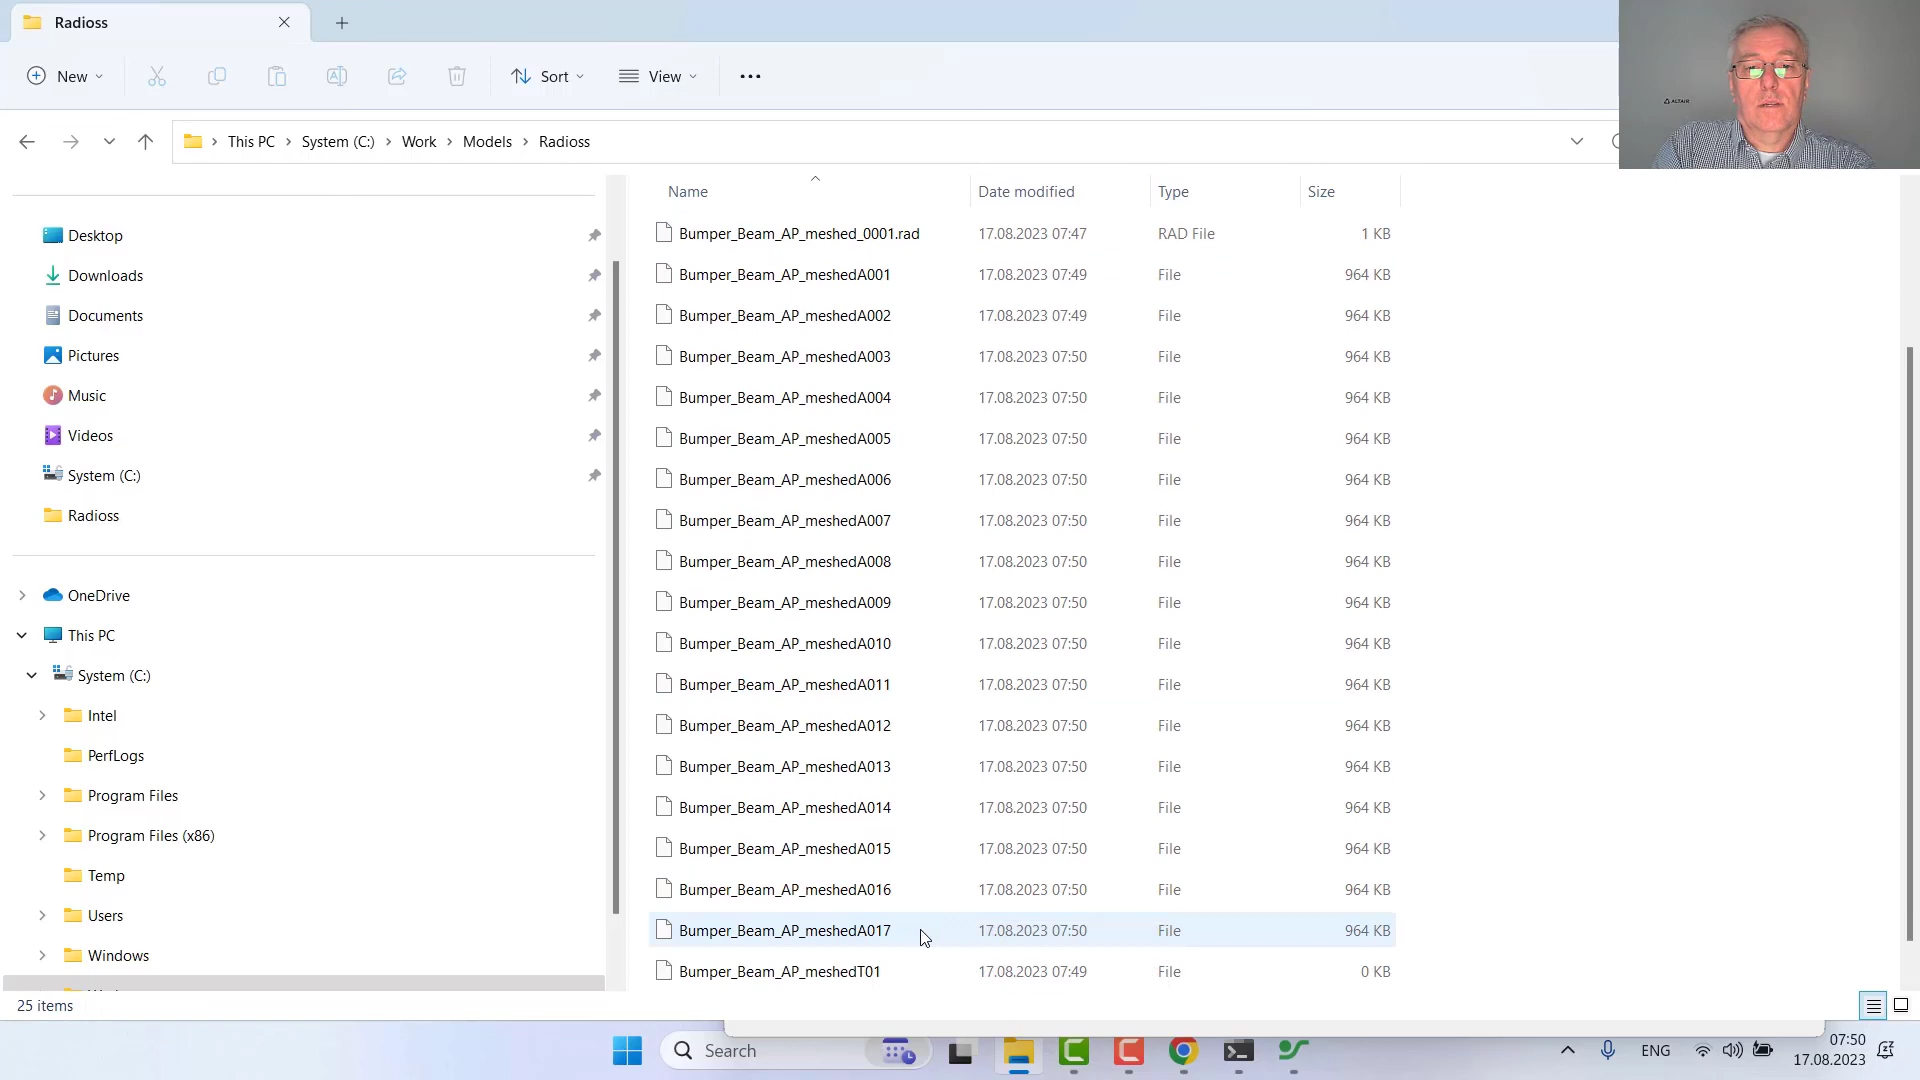 Radioss
New
Sort
View
This PC
System (C:)
Work
Models
Radioss
ALTAIR
Desktop
Downloads
Documents
Pictures
Music
Videos
System (C:)
Radioss
OneDrive
This PC
System (C:)
Intel
PerfLogs
Program Files
Program Files (x86)
Temp
Users
Windows
Name Date modified Type Size
Bumper_Beam_AP_meshed_0001.rad 17.08.2023 07:47 RAD File 1 KB
Bumper_Beam_AP_meshedA001 17.08.2023 07:49 File 964 KB
Bumper_Beam_AP_meshedA002 17.08.2023 07:49 File 964 KB
Bumper_Beam_AP_meshedA003 17.08.2023 07:50 File 964 KB
Bumper_Beam_AP_meshedA004 17.08.2023 07:50 File 964 KB
Bumper_Beam_AP_meshedA005 17.08.2023 07:50 File 964 KB
Bumper_Beam_AP_meshedA006 17.08.2023 07:50 File 964 KB
Bumper_Beam_AP_meshedA007 17.08.2023 07:50 File 964 KB
Bumper_Beam_AP_meshedA008 17.08.2023 07:50 File 964 KB
Bumper_Beam_AP_meshedA009 17.08.2023 07:50 File 964 KB
Bumper_Beam_AP_meshedA010 17.08.2023 07:50 File 964 KB
Bumper_Beam_AP_meshedA011 17.08.2023 07:50 File 964 KB
Bumper_Beam_AP_meshedA012 17.08.2023 07:50 File 964 KB
Bumper_Beam_AP_meshedA013 17.08.2023 07:50 File 964 KB
Bumper_Beam_AP_meshedA014 17.08.2023 07:50 File 964 KB
Bumper_Beam_AP_meshedA015 17.08.2023 07:50 File 964 KB
Bumper_Beam_AP_meshedA016 17.08.2023 07:50 File 964 KB
Bumper_Beam_AP_meshedA017 17.08.2023 07:50 File 964 KB
Bumper_Beam_AP_meshedT01 17.08.2023 07:49 File 0 KB
25 items
Search
ENG
07:50
17.08.2023